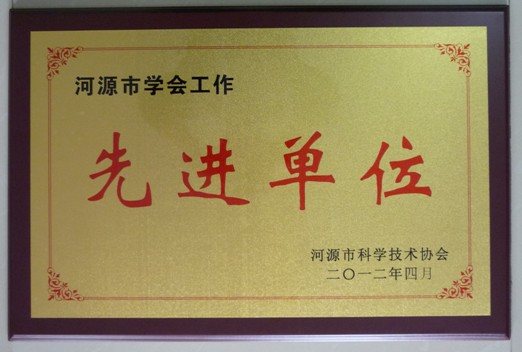 河源市学会工作
先进单位
河源市科学技术协会
二〇一二年四月